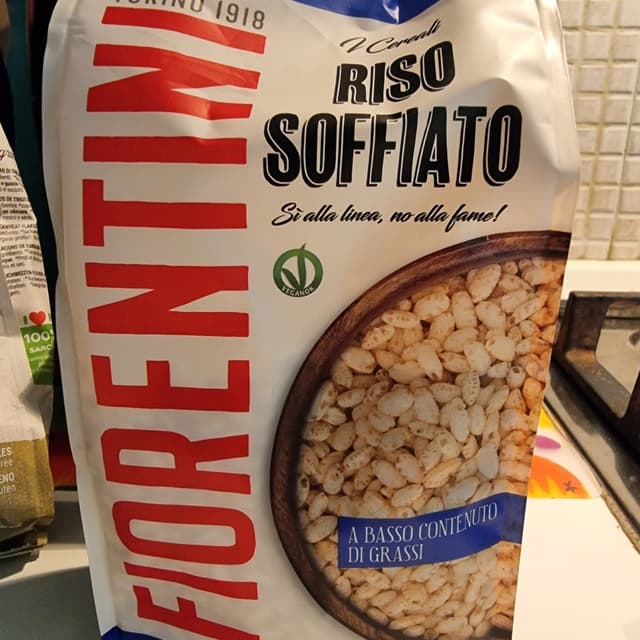 TORINO 1918
FIORENTINI
I Cereali
RISO
SOFFIATO
Sì alla linea, no alla fame!
VEGANOK
A BASSO CONTENUTO
DI GRASSI
100%